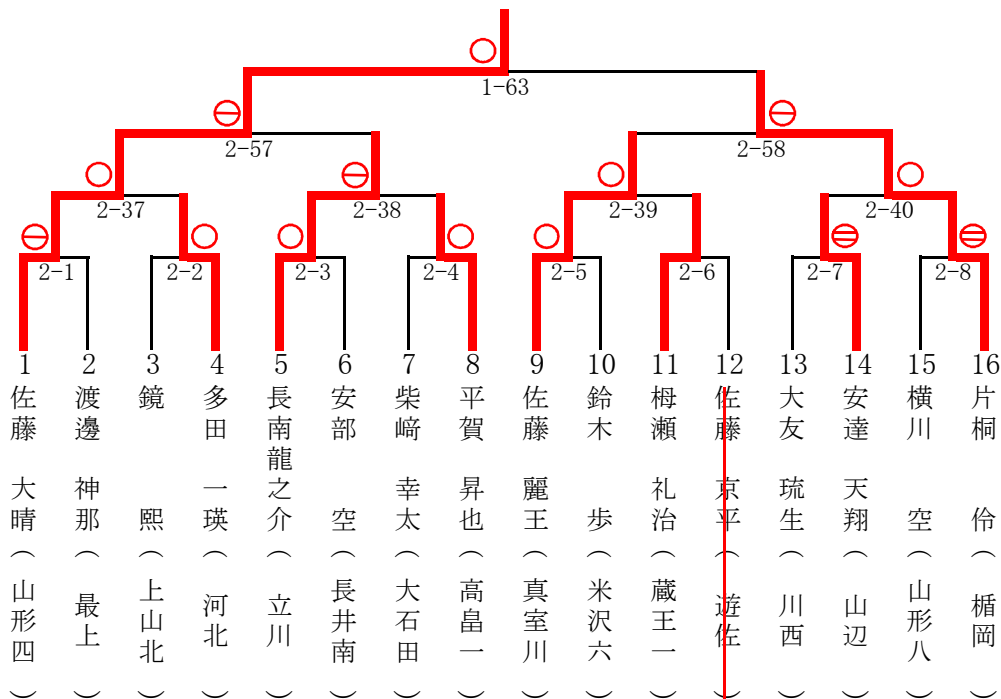 1-63
2-57
2-58
2-37
2-38
2-39
2-40
2-1
2-2
2-3
2-4
2-5
2-6
2-7
2-8
1
2
3
4
5
6
7
8
9
10
11
12
13
14
15
16
佐藤 大晴(山形四)
渡邊 神那(最上)
鏡 熙(上山北)
多田 一瑛(河北)
長南龍之介(立川)
安部 空(長井南)
柴﨑 幸太(大石田)
平賀 昇也(高畠一)
佐藤 麗王(真室川)
鈴木 歩(米沢六)
栂瀬 礼治(蔵王一)
佐藤 京平(遊佐)
大友 琉生(川西)
安達 天翔(山辺)
横川 空(山形八)
片桐 伶(楯岡)